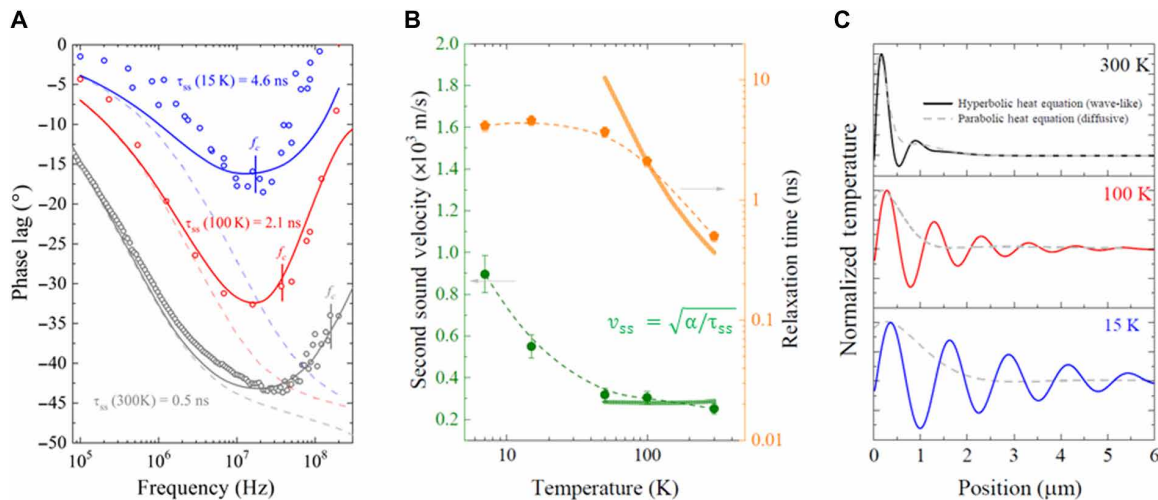 A
0
-5
-10
-15
-20
-25
-30
-35
-40
-45
-50
Phase lag (°)
τss (15 K) = 4.6 ns
fc
τss (100 K) = 2.1 ns
fc
fc
τss (300K) = 0.5 ns
10^5
10^6
10^7
10^8
Frequency (Hz)
B
2.0
1.8
1.6
1.4
1.2
1.0
0.8
0.6
0.4
0.2
Second sound velocity (×10^3 m/s)
vss = √α/τss
10
1
0.1
0.01
Relaxation time (ns)
10
100
Temperature (K)
C
300 K
Hyperbolic heat equation (wave-like)
Parabolic heat equation (diffusive)
100 K
15 K
Normalized temperature
0
1
2
3
4
5
6
Position (μm)